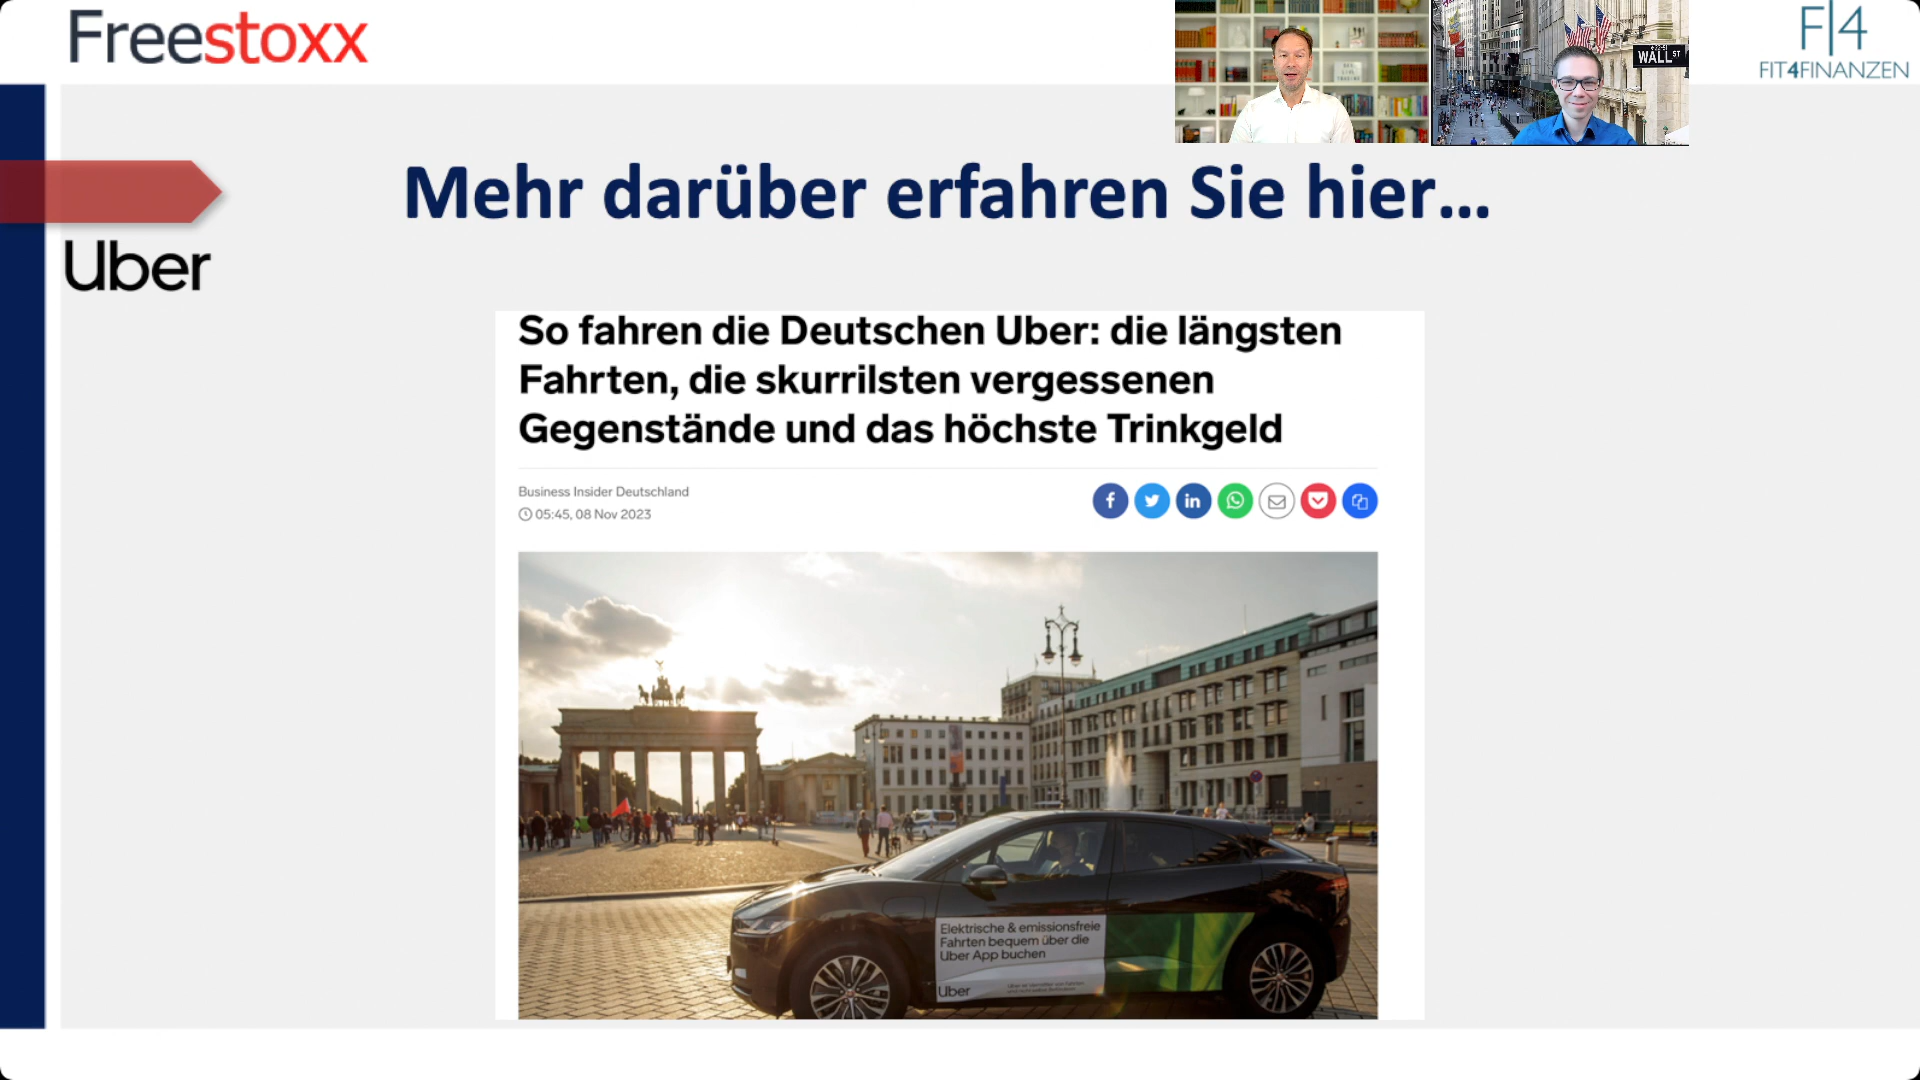 Freestoxx
WALL ST
F|4
FIT4FINANZEN
Mehr darüber erfahren Sie hier...
Uber
So fahren die Deutschen Uber: die längsten
Fahrten, die skurrilsten vergessenen
Gegenstände und das höchste Trinkgeld
Business Insider Deutschland
05:45, 08 Nov 2023
Elektrische & emissionsfreie
Fahrten bequem über die
Uber App buchen
Uber